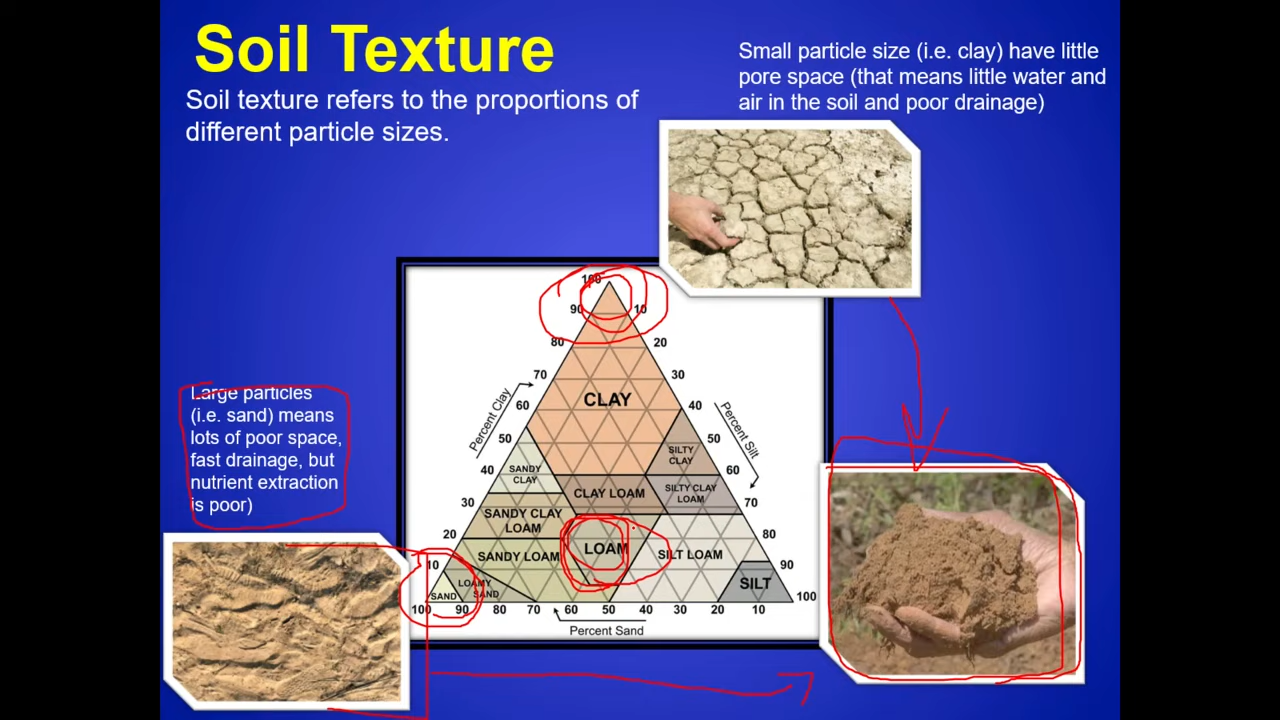 Soil Texture
Soil texture refers to the proportions of
different particle sizes.
Small particle size (i.e. clay) have little
pore space (that means little water and
air in the soil and poor drainage)
Large particles
(i.e. sand) means
lots of poor space,
fast drainage, but
nutrient extraction
is poor)
100
90 10
80 20
70 30
60 40
50 50
40 60
30 70
20 80
10 90
100
Percent Clay
Percent Silt
CLAY
SILTY
CLAY
SANDY
CLAY
CLAY LOAM
SILTY CLAY
LOAM
SANDY CLAY
LOAM
LOAM
SANDY LOAM
SILT LOAM
SILT
LOAMY
SAND
SAND
100 90 80 70 60 50 40 30 20 10
Percent Sand